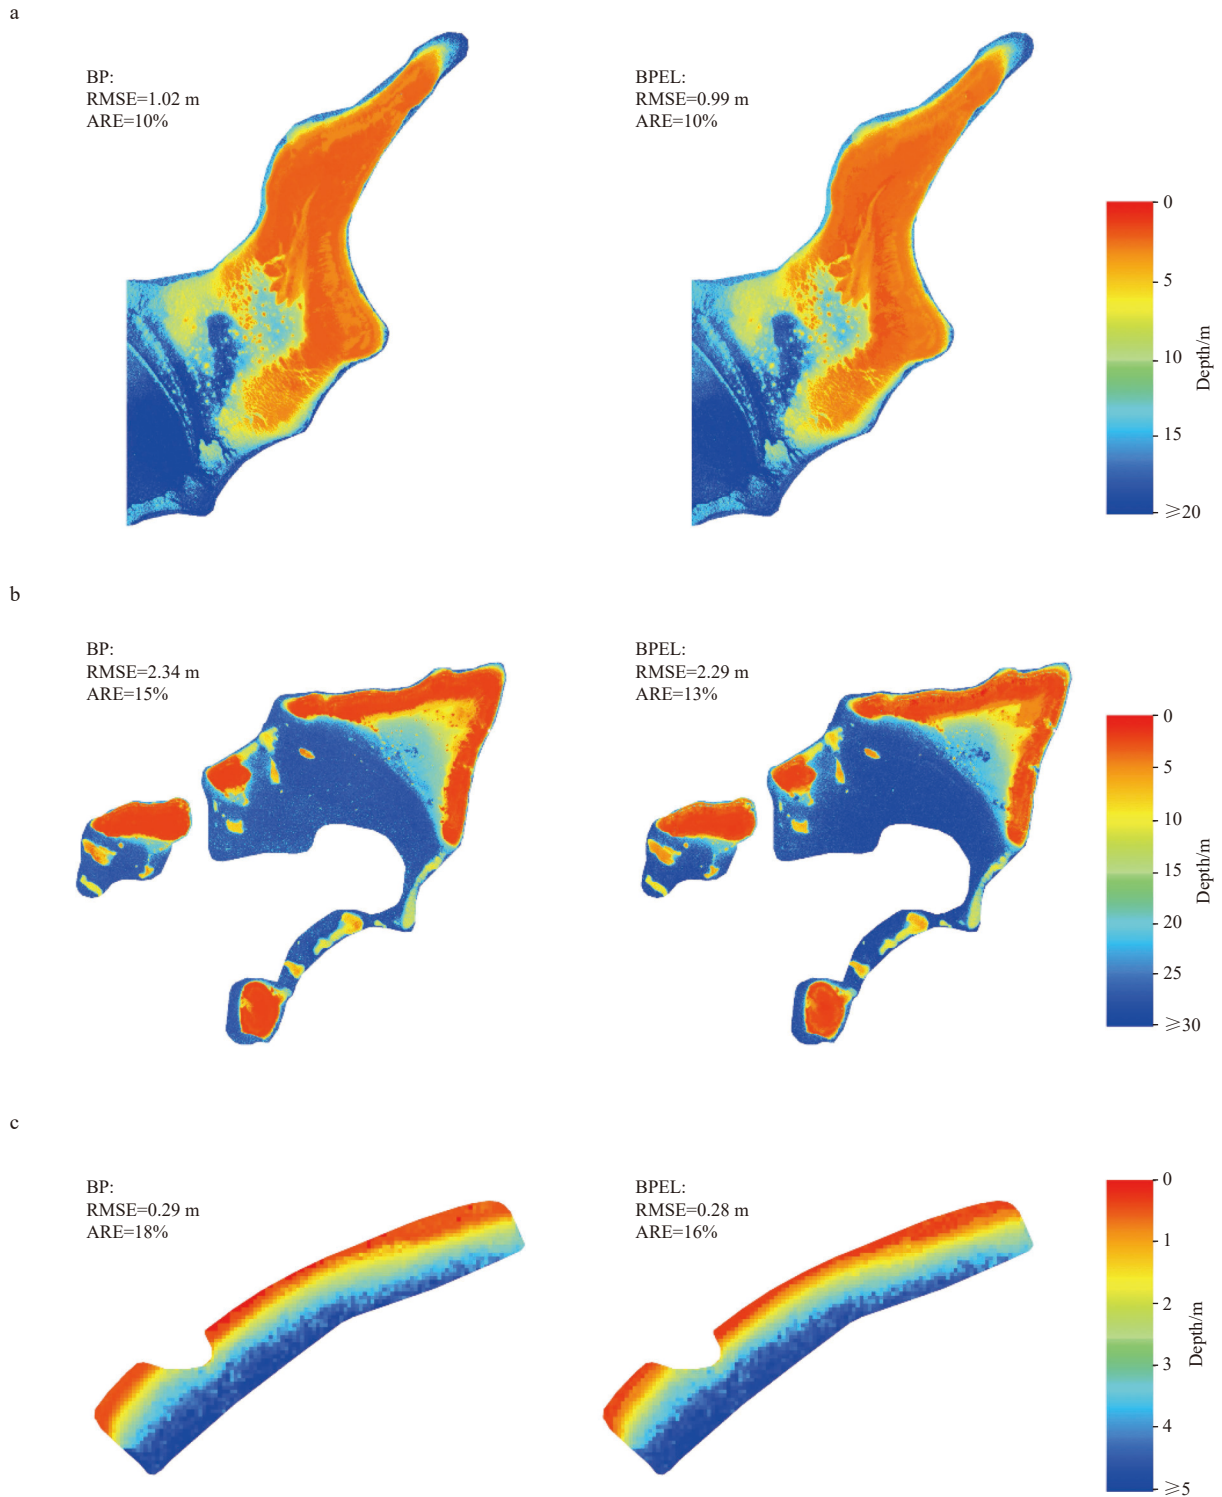 a
BP:
RMSE=1.02 m
ARE=10%
BPEL:
RMSE=0.99 m
ARE=10%
0
5
10
15
≥20
Depth/m
b
BP:
RMSE=2.34 m
ARE=15%
BPEL:
RMSE=2.29 m
ARE=13%
0
5
10
15
20
25
≥30
Depth/m
c
BP:
RMSE=0.29 m
ARE=18%
BPEL:
RMSE=0.28 m
ARE=16%
0
1
2
3
4
≥5
Depth/m